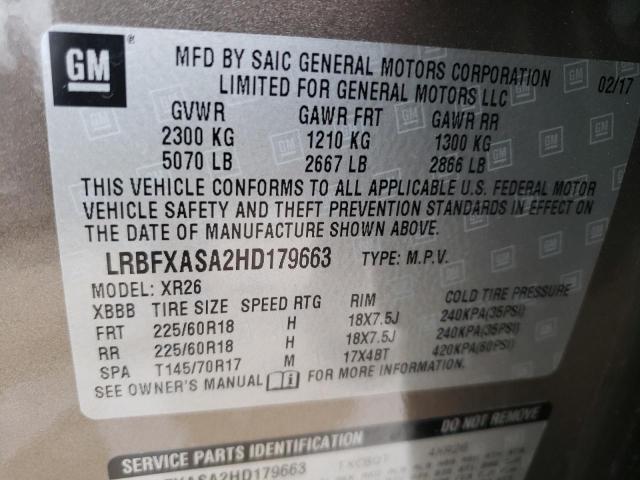 GM ®
MFD BY SAIC GENERAL MOTORS CORPORATION
LIMITED FOR GENERAL MOTORS LLC 02/17
GVWR GAWR FRT GAWR RR
2300 KG 1210 KG 1300 KG
5070 LB 2667 LB 2866 LB
THIS VEHICLE CONFORMS TO ALL APPLICABLE U.S. FEDERAL MOTOR
VEHICLE SAFETY AND THEFT PREVENTION STANDARDS IN EFFECT ON
THE DATE OF MANUFACTURE SHOWN ABOVE.
LRBFXASA2HD179663 TYPE: M.P.V.
MODEL: XR26
XBBB TIRE SIZE SPEED RTG RIM COLD TIRE PRESSURE
FRT 225/60R18 H 18X7.5J 240KPA(35PSI)
RR 225/60R18 H 18X7.5J 240KPA(35PSI)
SPA T145/70R17 M 17X4BT 420KPA(60PSI)
SEE OWNER'S MANUAL i FOR MORE INFORMATION.
SERVICE PARTS IDENTIFICATION DO NOT REMOVE
FXASA2HD179663 4XR26